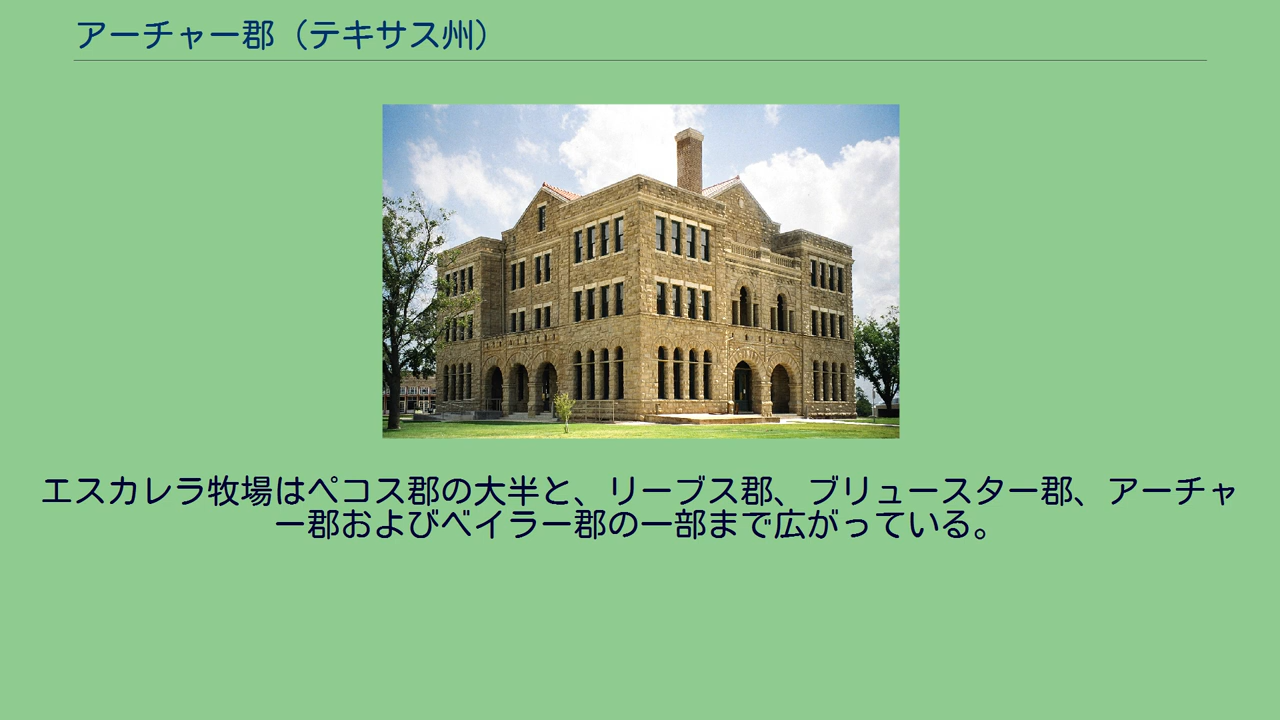 アーチャー郡（テキサス州）
エスカレラ牧場はペコス郡の大半と、リーブス郡、ブリュースター郡、アーチャ
ー郡およびベイラー郡の一部まで広がっている。